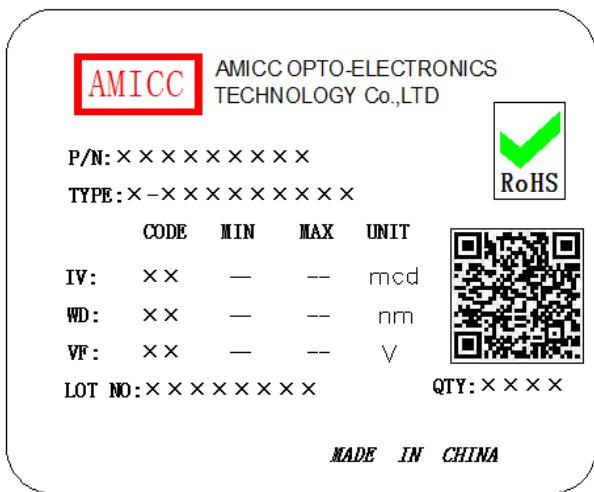 AMICC
AMICC OPTO-ELECTRONICS
TECHNOLOGY Co.,LTD
RoHS
P/N:×××××××××
TYPE:×-×××××××××
CODE MIN MAX UNIT
IV: ×× — -- mcd
WD: ×× — -- nm
VF: ×× — -- V
LOT NO:×××××××× QTY:××××
MADE IN CHINA